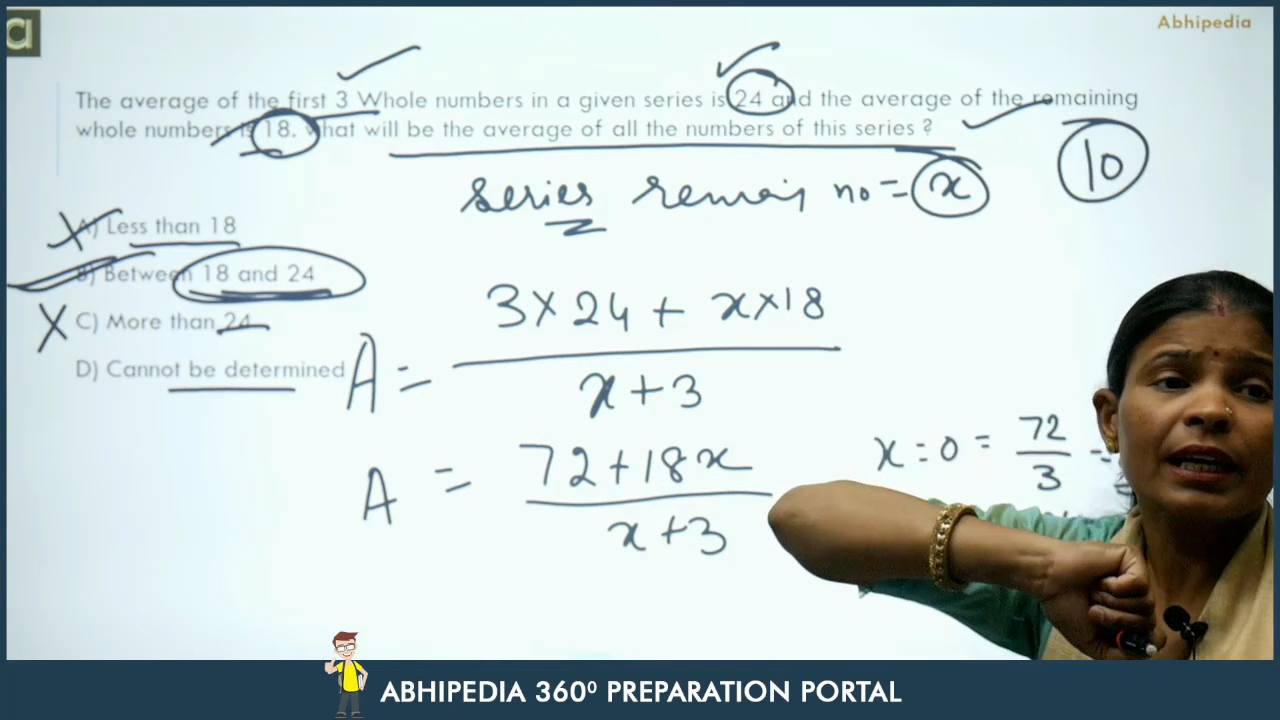 a
Abhipedia
The average of the first 3 Whole numbers in a given series is 24 and the average of the remaining
whole numbers is 18. What will be the average of all the numbers of this series ?
10
series remain no = x
A) Less than 18
B) Between 18 and 24
C) More than 24
D) Cannot be determined
A = 3 × 24 + x × 18
x + 3
A = 72 + 18x
x + 3
x = 0 = 72
3
ABHIPEDIA 360⁰ PREPARATION PORTAL